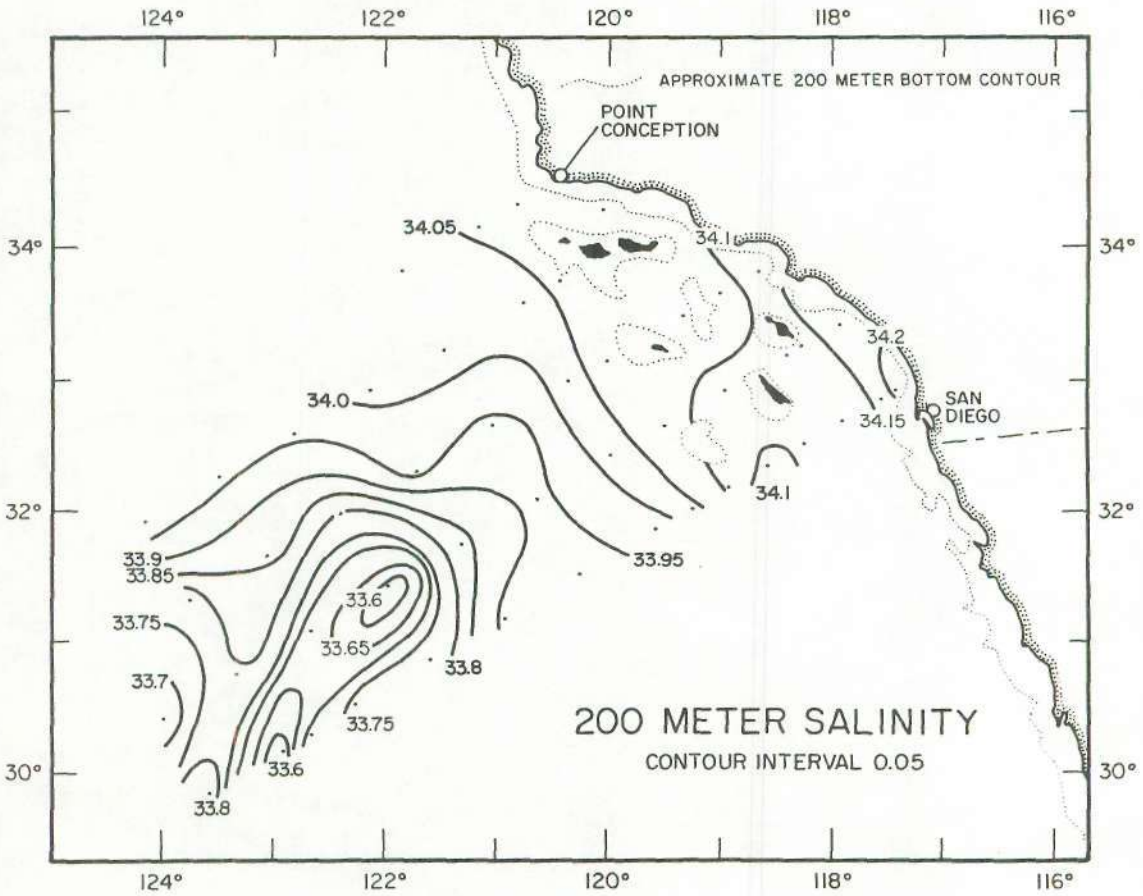 124° 122° 120° 118° 116°
APPROXIMATE 200 METER BOTTOM CONTOUR
POINT
CONCEPTION
34.05
34.1
34° 34°
34.2
34.0
SAN
DIEGO
34.15
34.1
32° 32°
33.9
33.95
33.85
33.6
33.75
33.65
33.8
33.7
33.75
200 METER SALINITY
CONTOUR INTERVAL 0.05
30° 30°
33.6
33.8
124° 122° 120° 118° 116°